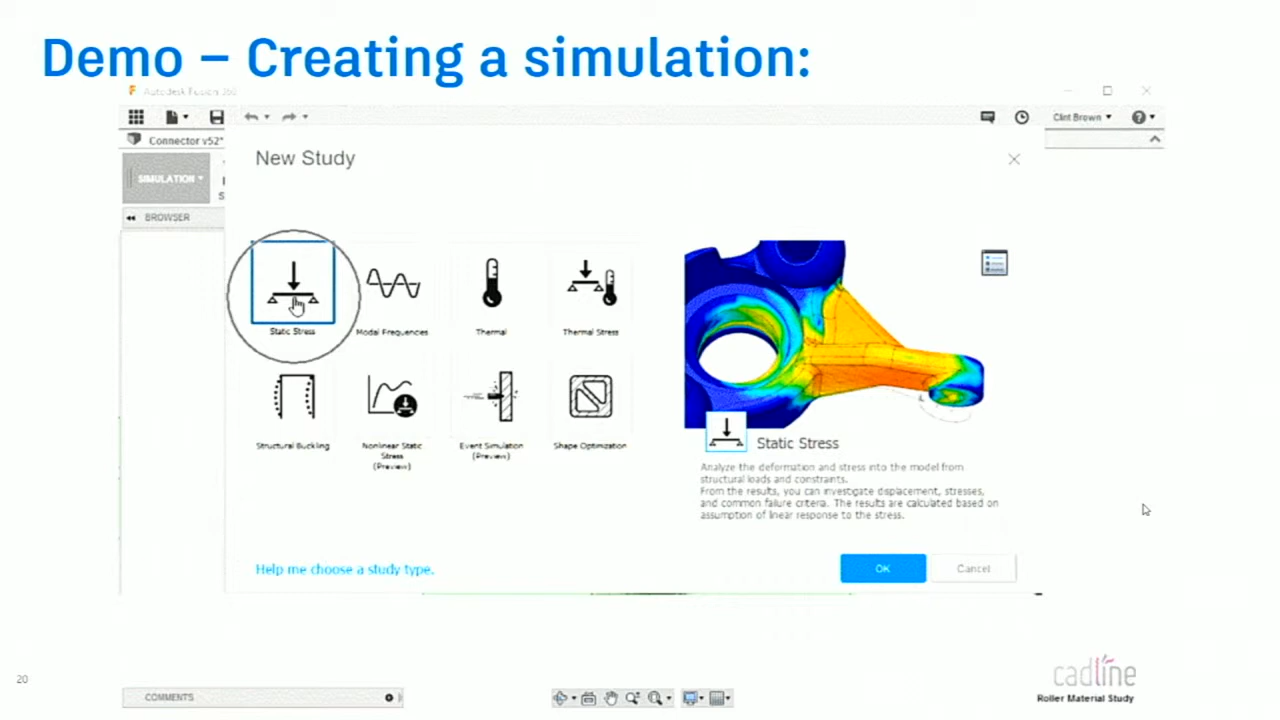 Demo – Creating a simulation:
Autodesk Fusion 360
Clint Brown
Connector v52*
New Study
SIMULATION
BROWSER
Static Stress
Modal Frequencies
Thermal
Thermal Stress
Structural Buckling
Nonlinear Static
Stress
(Preview)
Event Simulation
(Preview)
Shape Optimization
Static Stress
Analyze the deformation and stress into the model from
structural loads and constraints.
From the results, you can investigate displacement, stresses,
and common failure criteria. The results are calculated based on
assumption of linear response to the stress.
Help me choose a study type.
OK
Cancel
20
cadline
COMMENTS
Roller Material Study